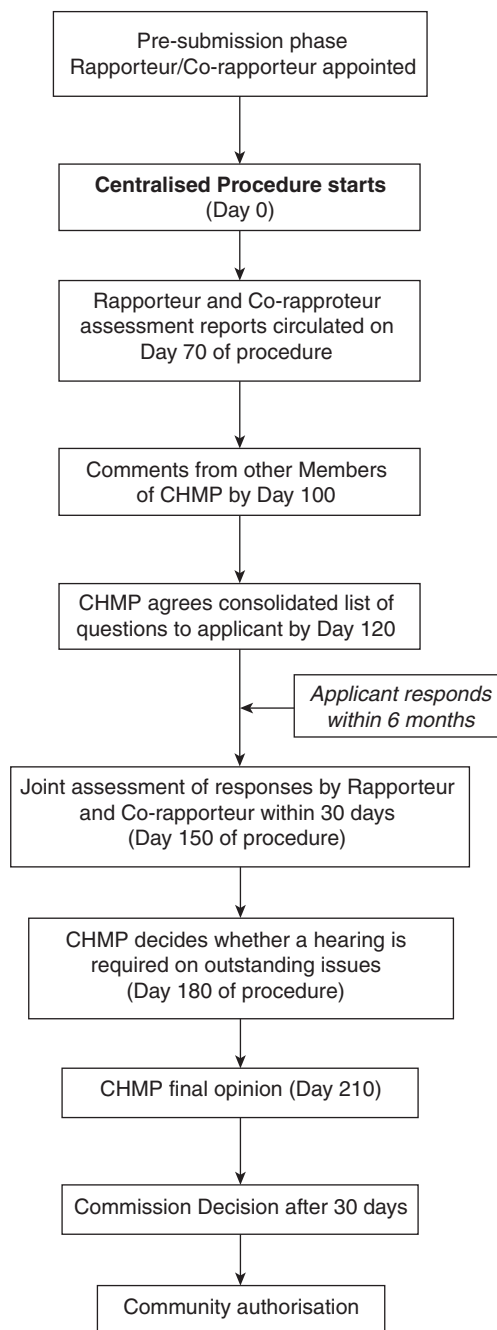 Pre-submission phase
Rapporteur/Co-rapporteur appointed
Centralised Procedure starts
(Day 0)
Rapporteur and Co-rapproteur
assessment reports circulated on
Day 70 of procedure
Comments from other Members
of CHMP by Day 100
CHMP agrees consolidated list of
questions to applicant by Day 120
Applicant responds
within 6 months
Joint assessment of responses by Rapporteur
and Co-rapporteur within 30 days
(Day 150 of procedure)
CHMP decides whether a hearing is
required on outstanding issues
(Day 180 of procedure)
CHMP final opinion (Day 210)
Commission Decision after 30 days
Community authorisation